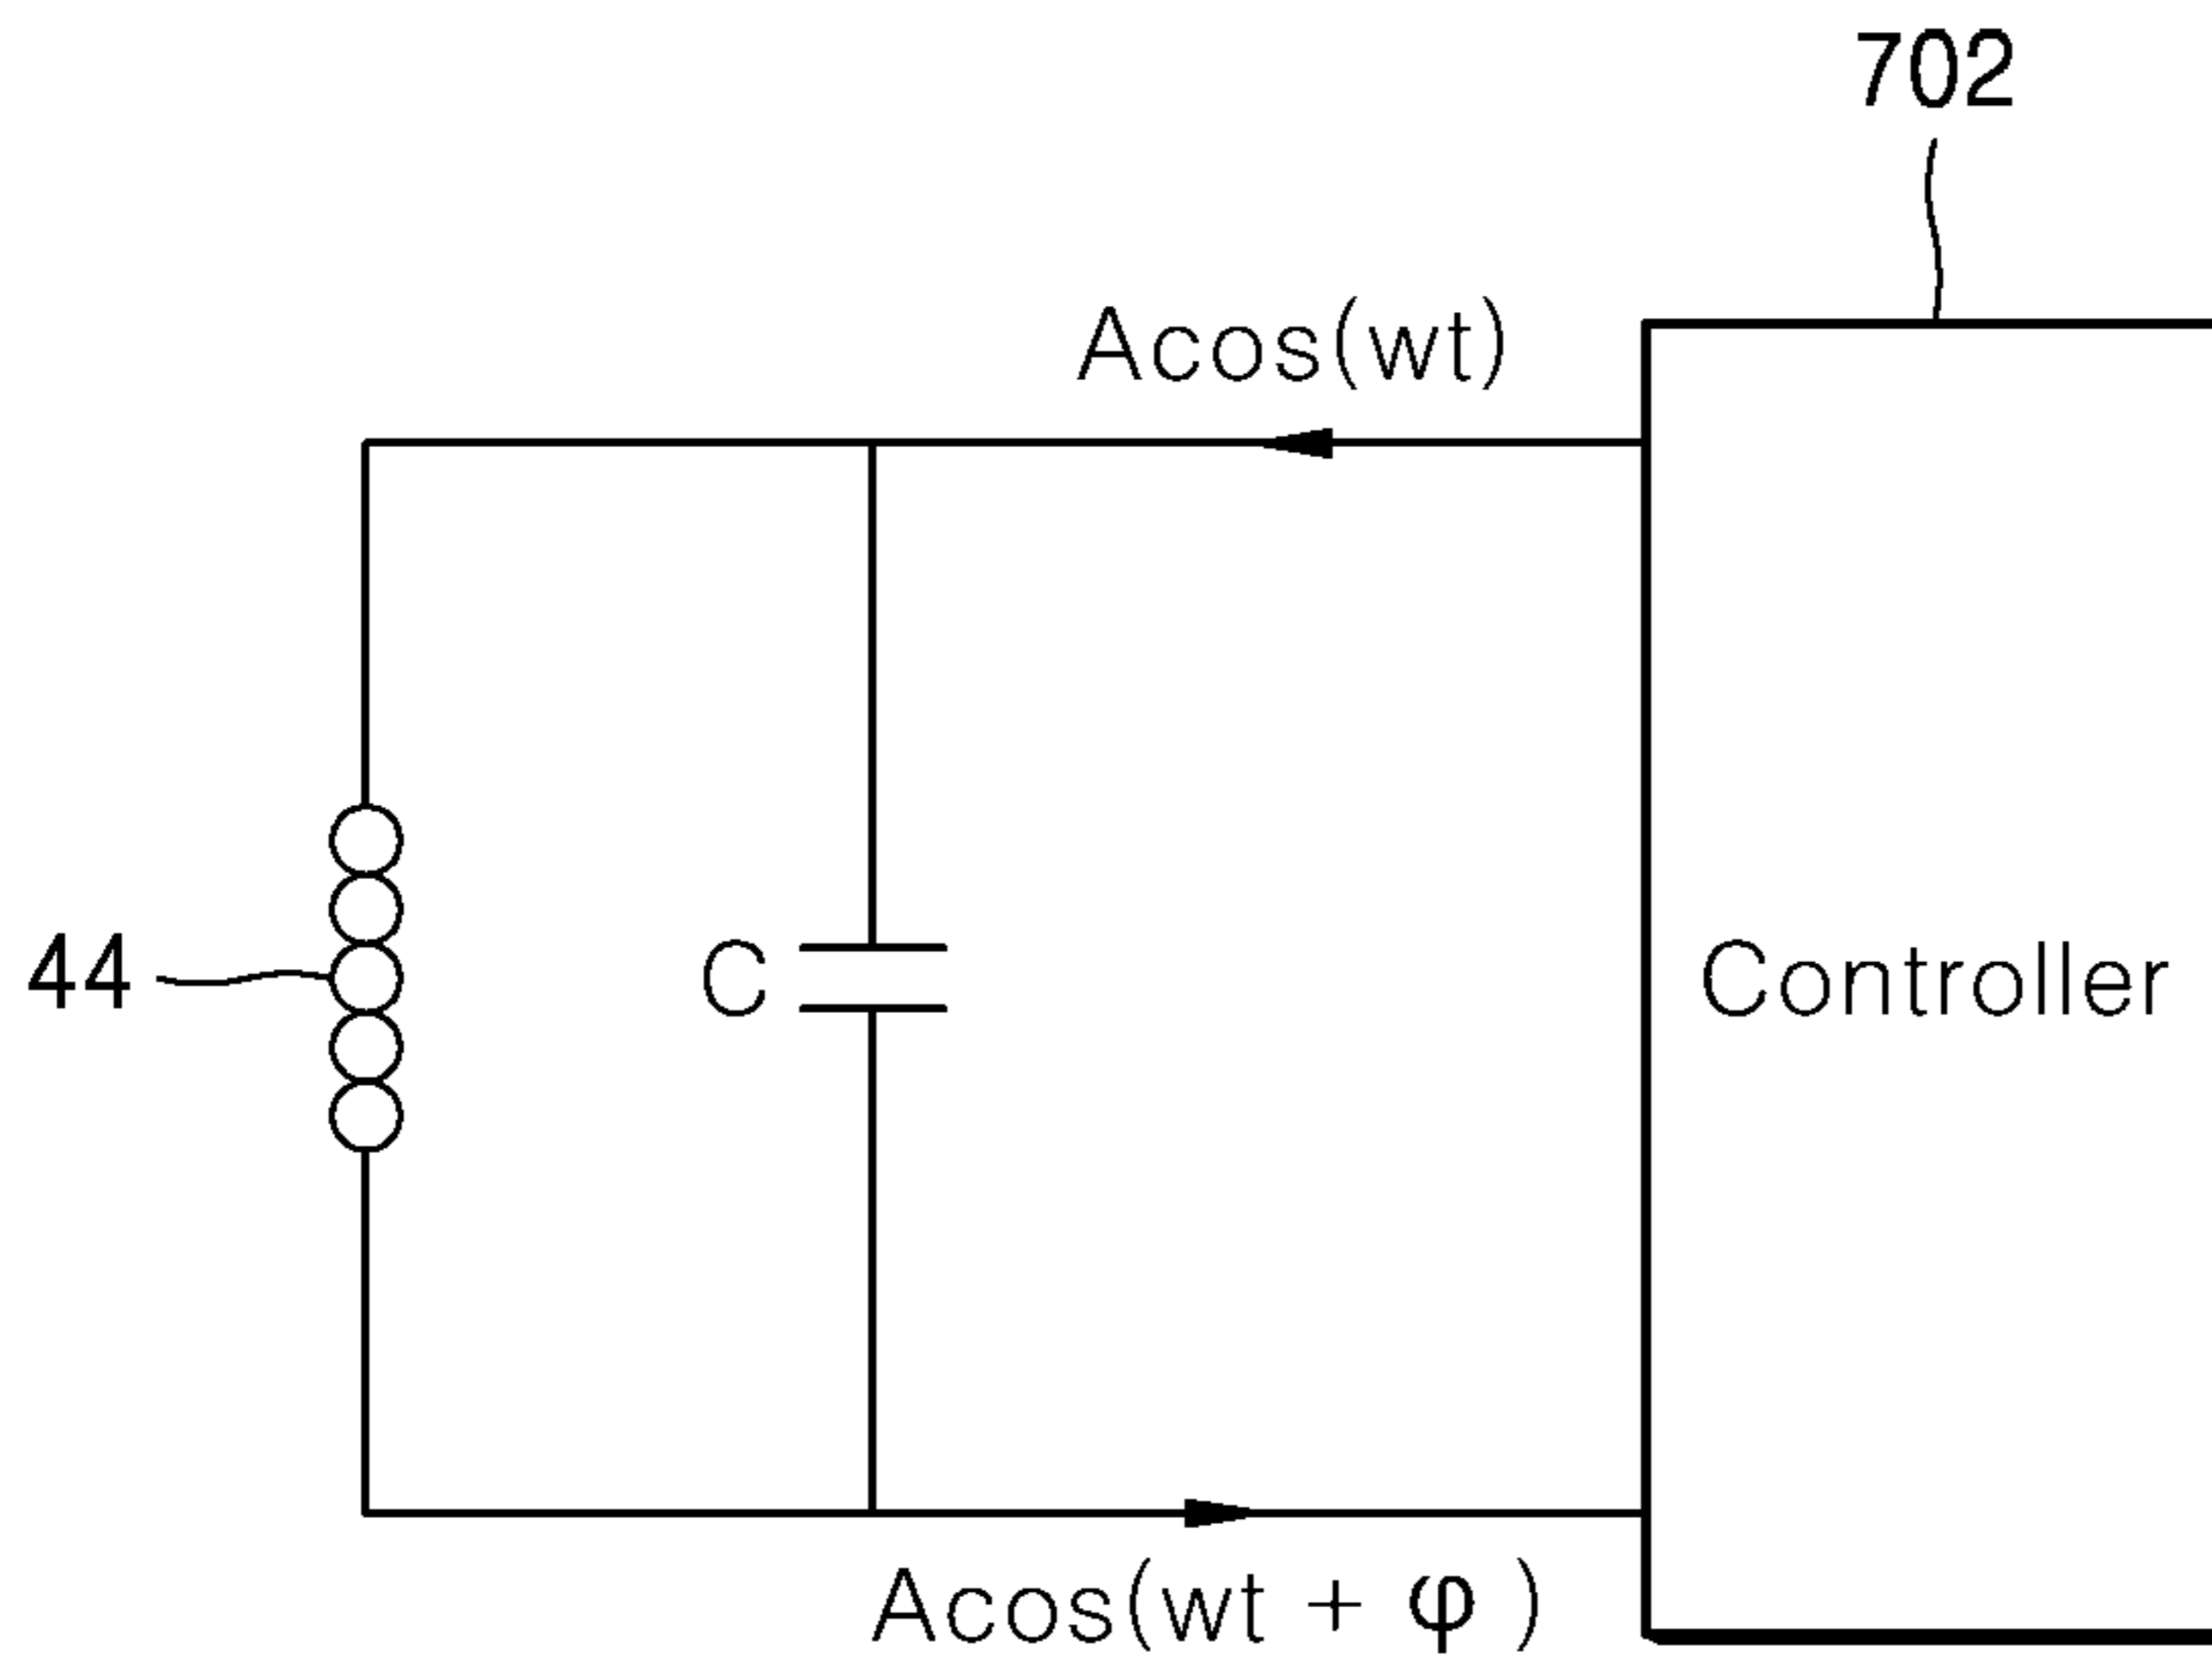 702
Acos(wt)
44
C
Controller
Acos(wt + φ )